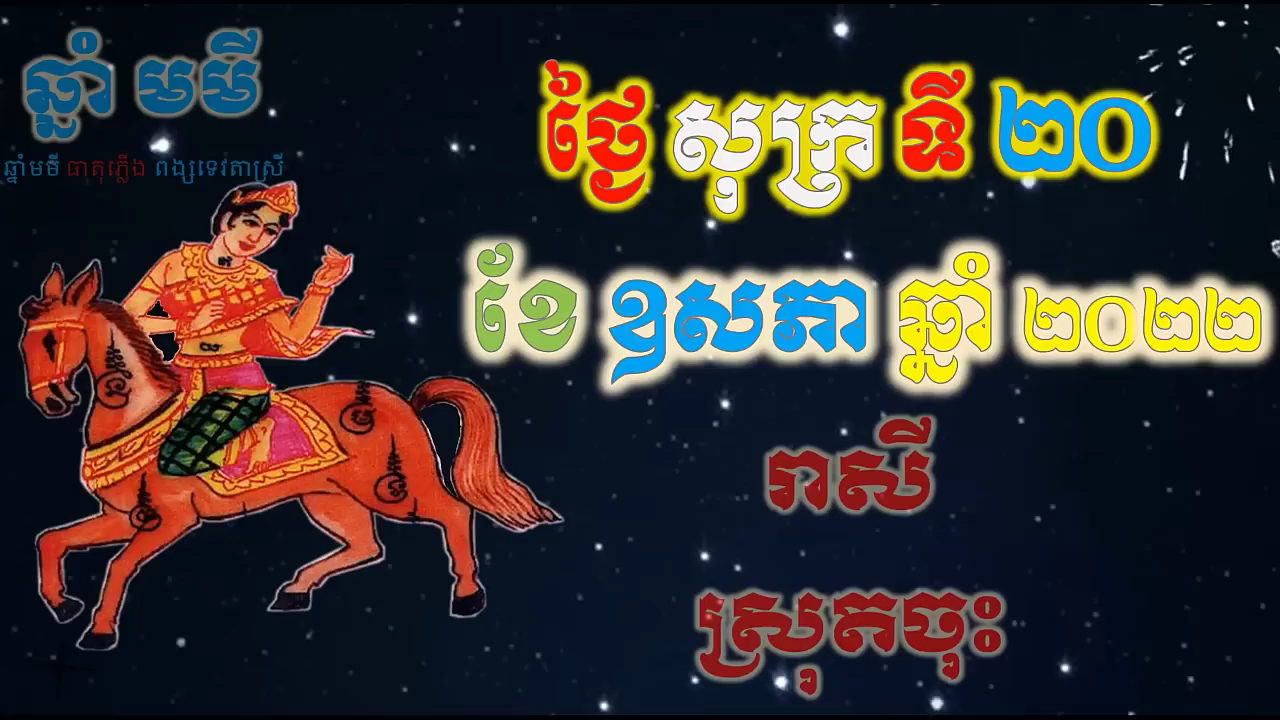 ឆ្នាំ មមី
ឆ្នាំមមី ធាតុភ្លើង ពង្សទេវតាស្រី
ថ្ងៃ សុក្រ ទី ២០
ខែ ឧសភា ឆ្នាំ ២០២២
រាសី
ស្រុតចុះ